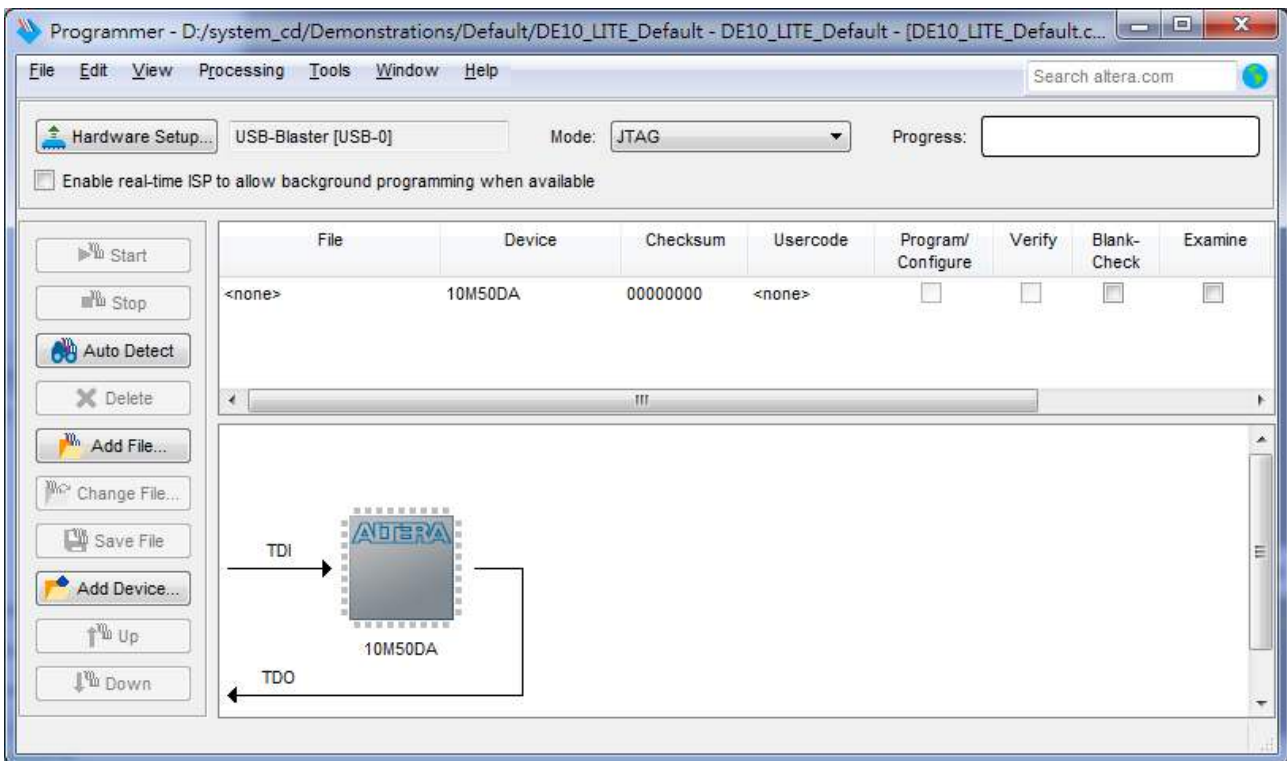 Programmer - D:/system_cd/Demonstrations/Default/DE10_LITE_Default - DE10_LITE_Default - [DE10_LITE_Default.c...
File Edit View Processing Tools Window Help
Search altera.com
Hardware Setup... USB-Blaster [USB-0] Mode: JTAG Progress:
Enable real-time ISP to allow background programming when available
Start
Stop
Auto Detect
Delete
Add File...
Change File...
Save File
Add Device...
Up
Down
File Device Checksum Usercode Program/ Configure Verify Blank- Check Examine
<none> 10M50DA 00000000 <none>
ALTERA
TDI
10M50DA
TDO